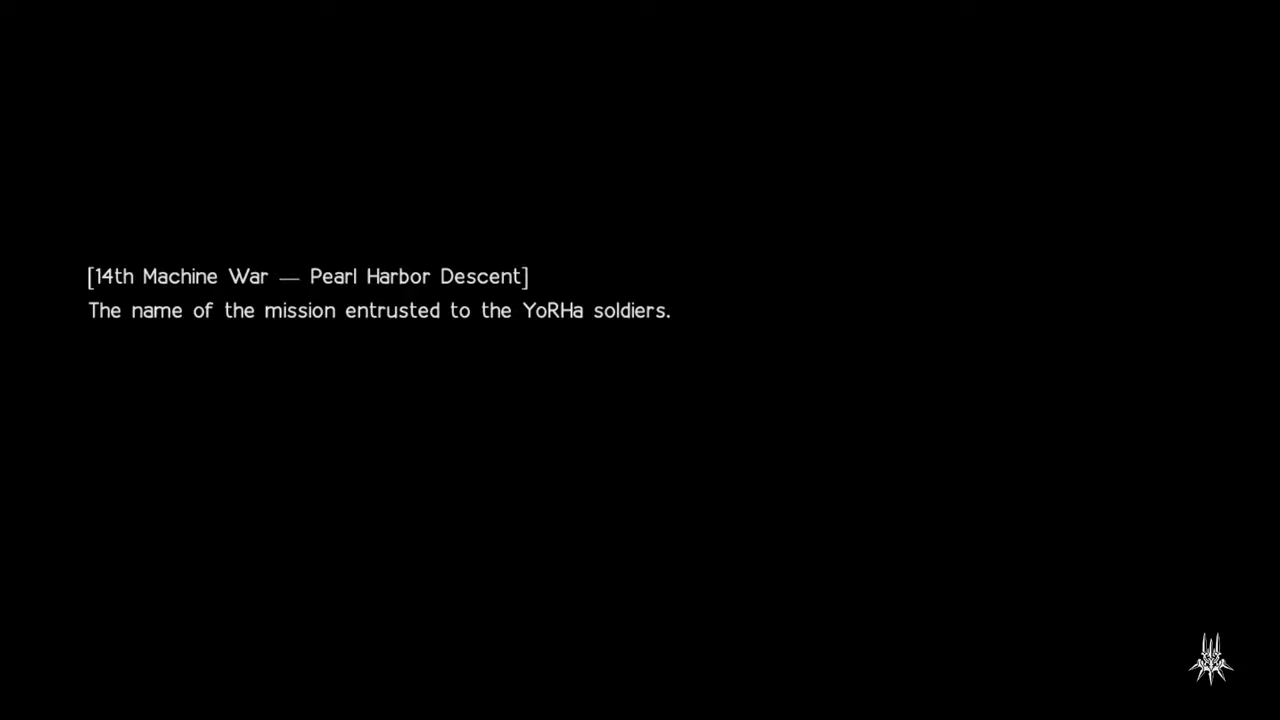 [14th Machine War — Pearl Harbor Descent]
The name of the mission entrusted to the YoRHa soldiers.